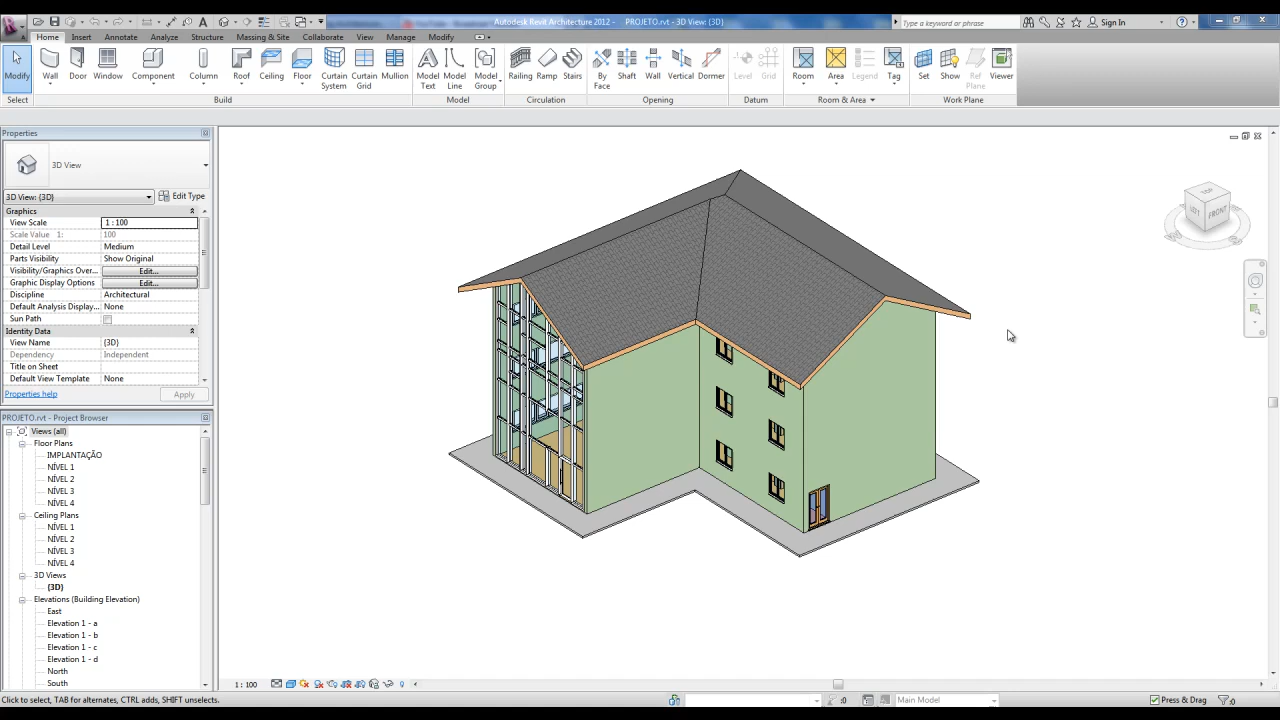 Autodesk Revit Architecture 2012 - PROJETO.rvt - 3D View: {3D}
Type a keyword or phrase
Sign In
Home Insert Annotate Analyze Structure Massing & Site Collaborate View Manage Modify
Modify Wall Door Window Component Column Roof Ceiling Floor Curtain System Curtain Grid Mullion Model Text Model Line Model Group Railing Ramp Stairs By Face Shaft Wall Vertical Dormer Level Grid Room Area Legend Tag Set Show Ref Plane Viewer
Select Build Model Circulation Opening Datum Room & Area Work Plane
Properties
3D View
3D View: {3D} Edit Type
Graphics
View Scale 1 : 100
Scale Value 1: 100
Detail Level Medium
Parts Visibility Show Original
Visibility/Graphics Over... Edit...
Graphic Display Options Edit...
Discipline Architectural
Default Analysis Display... None
Sun Path
Identity Data
View Name {3D}
Dependency Independent
Title on Sheet
Default View Template None
Properties help Apply
PROJETO.rvt - Project Browser
Views (all)
Floor Plans
IMPLANTAÇÃO
NÍVEL 1
NÍVEL 2
NÍVEL 3
NÍVEL 4
Ceiling Plans
NÍVEL 1
NÍVEL 2
NÍVEL 3
NÍVEL 4
3D Views
{3D}
Elevations (Building Elevation)
East
Elevation 1 - a
Elevation 1 - b
Elevation 1 - c
Elevation 1 - d
North
South
TOP
FRONT
1 : 100
Click to select, TAB for alternates, CTRL adds, SHIFT unselects.
:0 Main Model Press & Drag :0